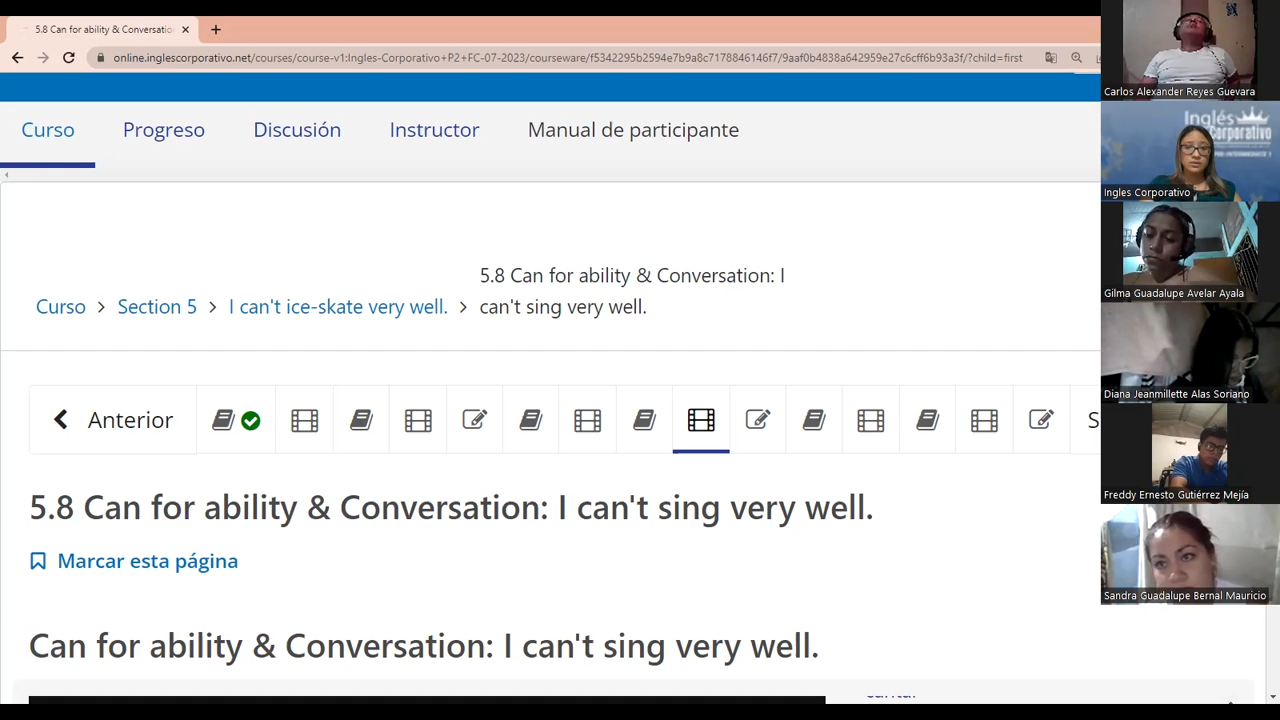 5.8 Can for ability & Conversatio
online.inglescorporativo.net/courses/course-v1:Ingles-Corporativo+P2+FC-07-2023/courseware/f5342295b2594e7b9a8c7178846146f7/9aaf0b4838a642959e27c6cff6b93a3f/?child=first
Curso Progreso Discusión Instructor Manual de participante
5.8 Can for ability & Conversation: I
Curso > Section 5 > I can't ice-skate very well. > can't sing very well.
Anterior S
5.8 Can for ability & Conversation: I can't sing very well.
Marcar esta página
Can for ability & Conversation: I can't sing very well.
Carlos Alexander Reyes Guevara
Inglés
Corporativo
Ingles Corporativo
Gilma Guadalupe Avelar Ayala
Diana Jeanmillette Alas Soriano
Freddy Ernesto Gutiérrez Mejía
Sandra Guadalupe Bernal Mauricio